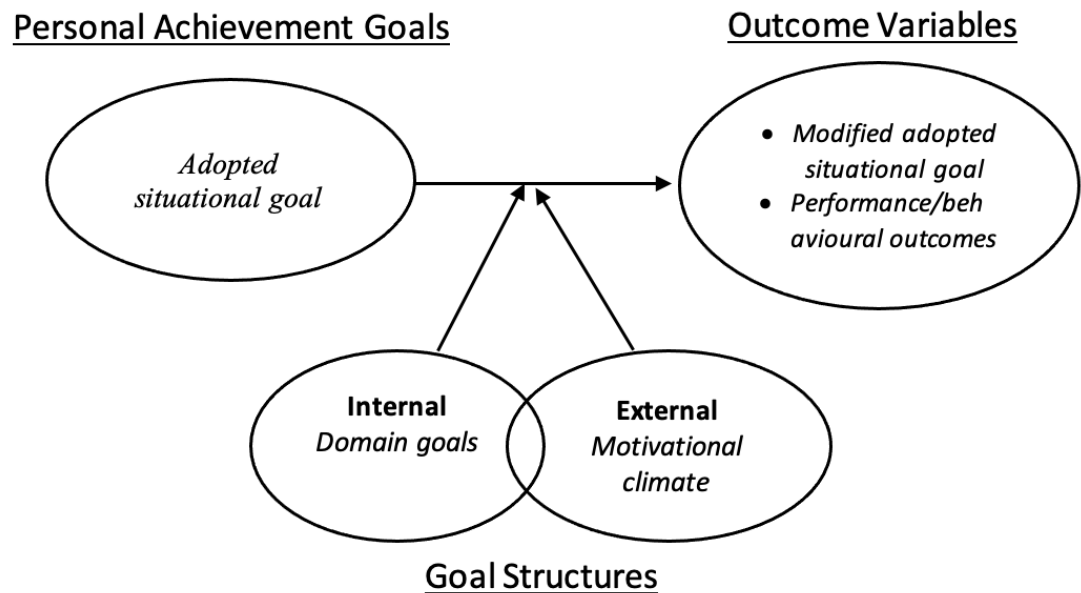 Personal Achievement Goals
Outcome Variables
Adopted
situational goal
• Modified adopted
situational goal
• Performance/beh
avioural outcomes
Internal
Domain goals
External
Motivational
climate
Goal Structures